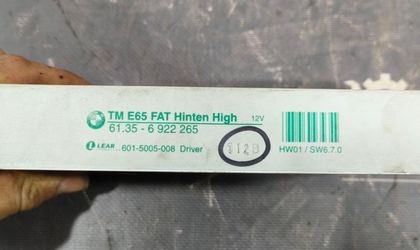 TM E65 FAT Hinten High 12V
61.35 - 6 922 265
LEAR 601-5005-008 Driver
HW01 / SW6.7.0